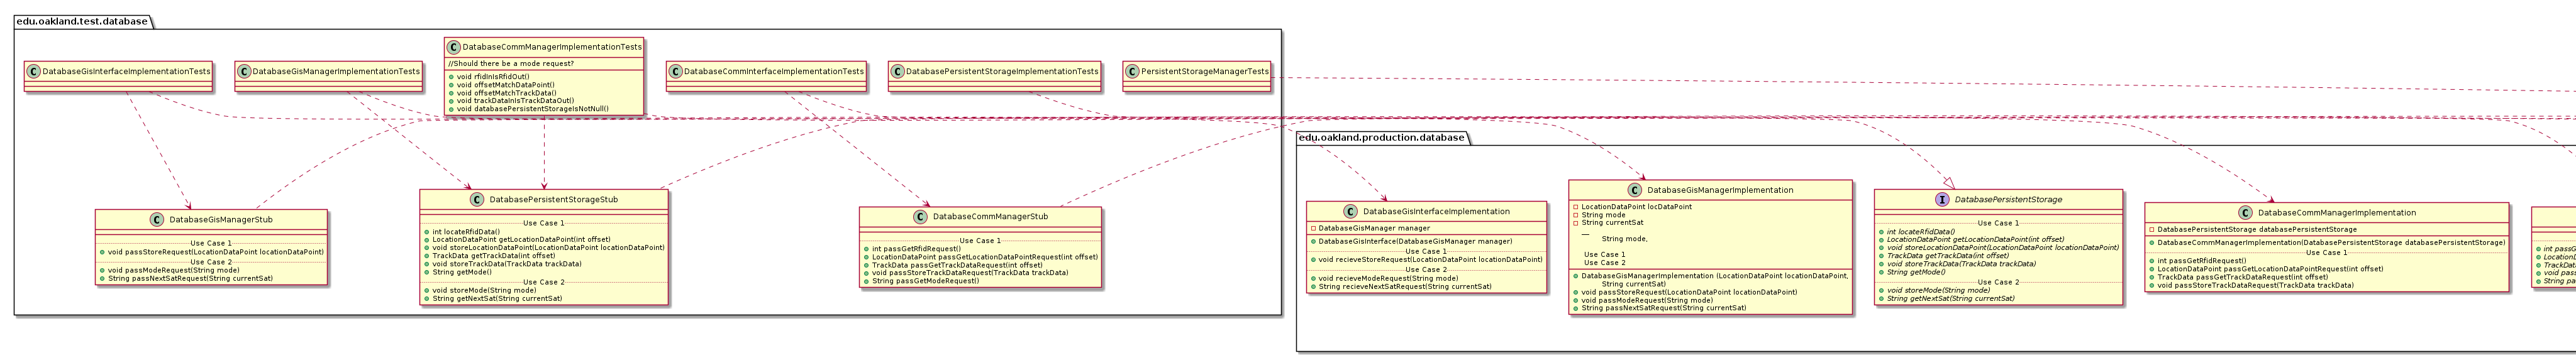 edu.oakland.test.database
C DatabaseGisInterfaceImplementationTests
C DatabaseGisManagerImplementationTests
C DatabaseCommManagerImplementationTests
//Should there be a mode request?
void rfidInIsRfidOut()
void offsetMatchDataPoint()
void offsetMatchTrackData()
void trackDataInIsTrackDataOut()
void databasePersistentStorageIsNotNull()
C DatabaseCommInterfaceImplementationTests
C DatabasePersistentStorageImplementationTests
C PersistentStorageManagerTests
C DatabaseGisManagerStub
Use Case 1
void passStoreRequest(LocationDataPoint locationDataPoint)
Use Case 2
void passModeRequest(String mode)
String passNextSatRequest(String currentSat)
C DatabasePersistentStorageStub
Use Case 1
int locateRfidData()
LocationDataPoint getLocationDataPoint(int offset)
void storeLocationDataPoint(LocationDataPoint locationDataPoint)
TrackData getTrackData(int offset)
void storeTrackData(TrackData trackData)
String getMode()
Use Case 2
void storeMode(String mode)
String getNextSat(String currentSat)
C DatabaseCommManagerStub
Use Case 1
int passGetRfidRequest()
LocationDataPoint passGetLocationDataPointRequest(int offset)
TrackData passGetTrackDataRequest(int offset)
void passStoreTrackDataRequest(TrackData trackData)
String passGetModeRequest()
edu.oakland.production.database
C DatabaseGisInterfaceImplementation
DatabaseGisManager manager
DatabaseGisInterface(DatabaseGisManager manager)
Use Case 1
void recieveStoreRequest(LocationDataPoint locationDataPoint)
Use Case 2
void recieveModeRequest(String mode)
String recieveNextSatRequest(String currentSat)
C DatabaseGisManagerImplementation
LocationDataPoint locDataPoint
String mode
String currentSat
__
String mode,
Use Case 1
Use Case 2
DatabaseGisManagerImplementation (LocationDataPoint locationDataPoint,
String currentSat)
void passStoreRequest(LocationDataPoint locationDataPoint)
void passModeRequest(String mode)
String passNextSatRequest(String currentSat)
I DatabasePersistentStorage
Use Case 1
int locateRfidData()
LocationDataPoint getLocationDataPoint(int offset)
void storeLocationDataPoint(LocationDataPoint locationDataPoint)
TrackData getTrackData(int offset)
void storeTrackData(TrackData trackData)
String getMode()
Use Case 2
void storeMode(String mode)
String getNextSat(String currentSat)
C DatabaseCommManagerImplementation
DatabasePersistentStorage databasePersistentStorage
DatabaseCommManagerImplementation(DatabasePersistentStorage databasePersistentStorage)
Use Case 1
int passGetRfidRequest()
LocationDataPoint passGetLocationDataPointRequest(int offset)
TrackData passGetTrackDataRequest(int offset)
void passStoreTrackDataRequest(TrackData trackData)
int
void
String